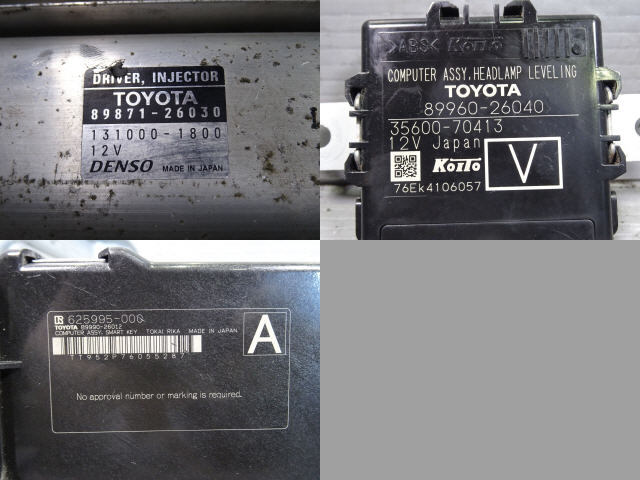 DRIVER, INJECTOR
TOYOTA
89871-26030
131000-1800
12V
DENSO MADE IN JAPAN
>ABS< KOITO
COMPUTER ASSY, HEADLAMP LEVELING
TOYOTA
89960-26040
35600-70413
12V Japan
KOITO V
76Ek4106057
625995-000
TOYOTA 89990-26012
COMPUTER ASSY, SMART KEY TOKAI RIKA MADE IN JAPAN
A
TT952P76055287
No approval number or marking is required.